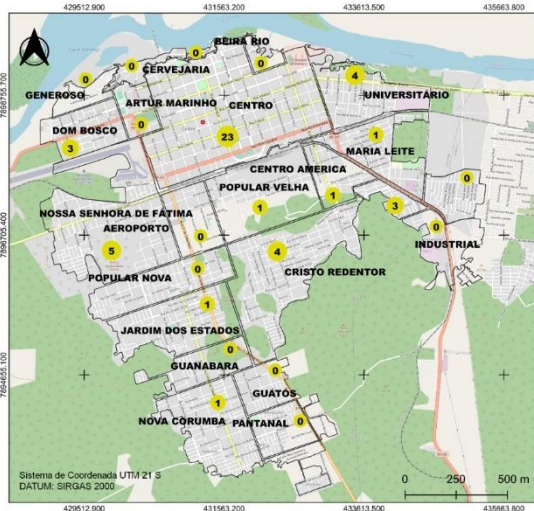 429512.900 431563.200 433613.500 435663.800
BEIRA RIO
0
0
CERVEJARIA
0
4
0
GENEROSO
UNIVERSITÁRIO
ARTUR MARINHO
CENTRO
7898755.700
0
DOM BOSCO
23
1
3
MARIA LEITE
CENTRO AMERICA
0
POPULAR VELHA
1
1
3
NOSSA SENHORA DE FÁTIMA
7896705.400
AEROPORTO
0
0
INDUSTRIAL
5
4
POPULAR NOVA
0
CRISTO REDENTOR
1
JARDIM DOS ESTADOS
0
GUANABARA
7894655.100
0
GUATÓS
1
NOVA CORUMBA
PANTANAL
0
Sistema de Coordenada UTM 21 S
DATUM: SIRGAS 2000
0 250 500 m
429512.900 431563.200 433613.500 435663.800